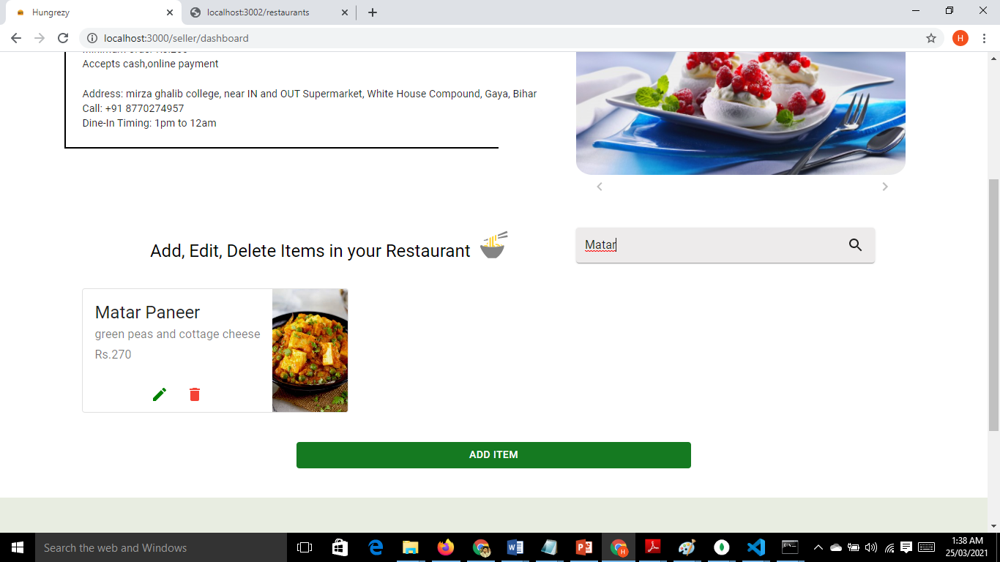 Hungrezy
localhost:3002/restaurants
localhost:3000/seller/dashboard
H
Accepts cash,online payment
Address: mirza ghalib college, near IN and OUT Supermarket, White House Compound, Gaya, Bihar
Call: +91 8770274957
Dine-In Timing: 1pm to 12am
Add, Edit, Delete Items in your Restaurant
Matar
Matar Paneer
green peas and cottage cheese
Rs.270
ADD ITEM
Search the web and Windows
1:38 AM
25/03/2021